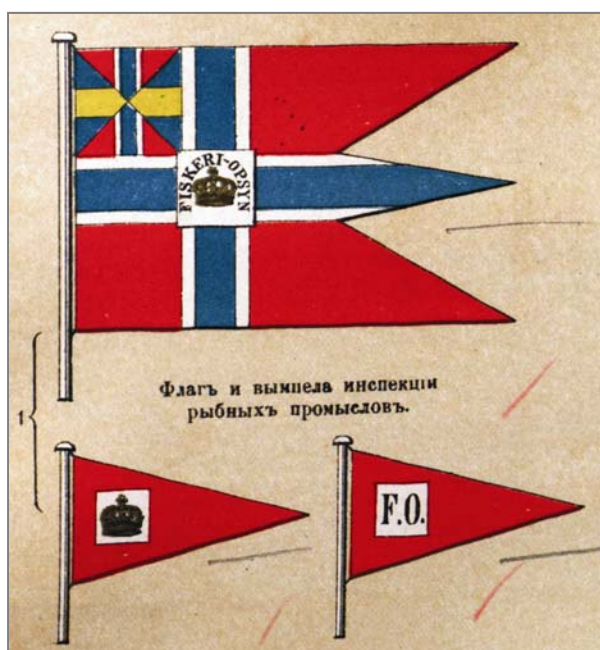 FISKERI-OPSYN
Флагъ и вымпела инспекціи
рыбныхъ промысловъ.
1
F.O.